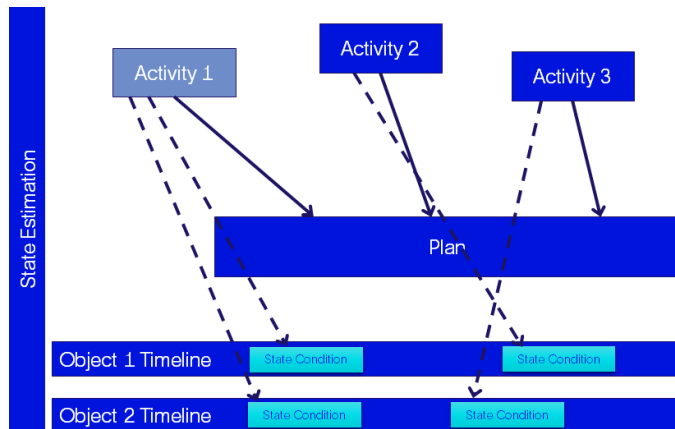 State Estimation
Activity 1
Activity 2
Activity 3
Plan
Object 1 Timeline
State Condition
State Condition
Object 2 Timeline
State Condition
State Condition